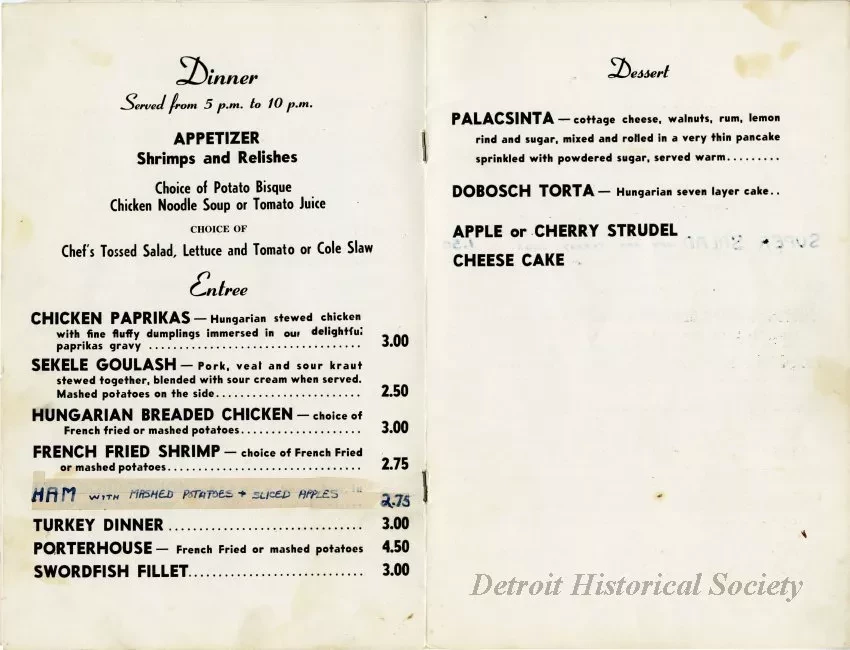 Dinner
Served from 5 p.m. to 10 p.m.
APPETIZER
Shrimps and Relishes
Choice of Potato Bisque
Chicken Noodle Soup or Tomato Juice
CHOICE OF
Chef's Tossed Salad, Lettuce and Tomato or Cole Slaw
Entree
CHICKEN PAPRIKAS — Hungarian stewed chicken
with fine fluffy dumplings immersed in our delightful
paprikas gravy .................................... 3.00
SEKELE GOULASH — Pork, veal and sour kraut
stewed together, blended with sour cream when served.
Mashed potatoes on the side........................ 2.50
HUNGARIAN BREADED CHICKEN — choice of
French fried or mashed potatoes.................... 3.00
FRENCH FRIED SHRIMP — choice of French Fried
or mashed potatoes................................ 2.75
HAM WITH MASHED POTATOES + SLICED APPLES 2.75
TURKEY DINNER ................................ 3.00
PORTERHOUSE — French Fried or mashed potatoes 4.50
SWORDFISH FILLET............................. 3.00
Dessert
PALACSINTA — cottage cheese, walnuts, rum, lemon
rind and sugar, mixed and rolled in a very thin pancake
sprinkled with powdered sugar, served warm.........
DOBOSCH TORTA — Hungarian seven layer cake..
APPLE or CHERRY STRUDEL
CHEESE CAKE
Detroit Historical Society